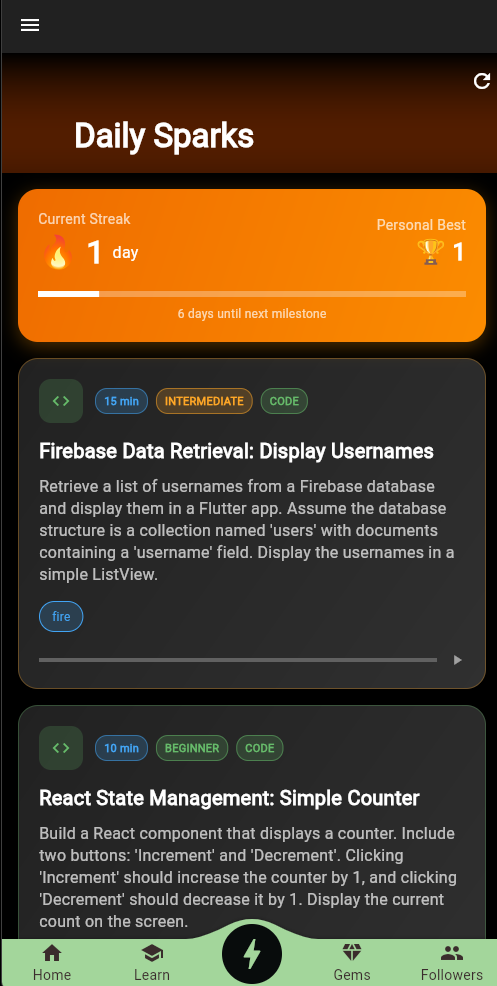 Daily Sparks
Current Streak
Personal Best
1 day
1
6 days until next milestone
15 min
INTERMEDIATE
CODE
Firebase Data Retrieval: Display Usernames
Retrieve a list of usernames from a Firebase database
and display them in a Flutter app. Assume the database
structure is a collection named 'users' with documents
containing a 'username' field. Display the usernames in a
simple ListView.
fire
10 min
BEGINNER
CODE
React State Management: Simple Counter
Build a React component that displays a counter. Include
two buttons: 'Increment' and 'Decrement'. Clicking
'Increment' should increase the counter by 1, and clicking
'Decrement' should decrease it by 1. Display the current
count on the screen.
Home
Learn
Gems
Followers